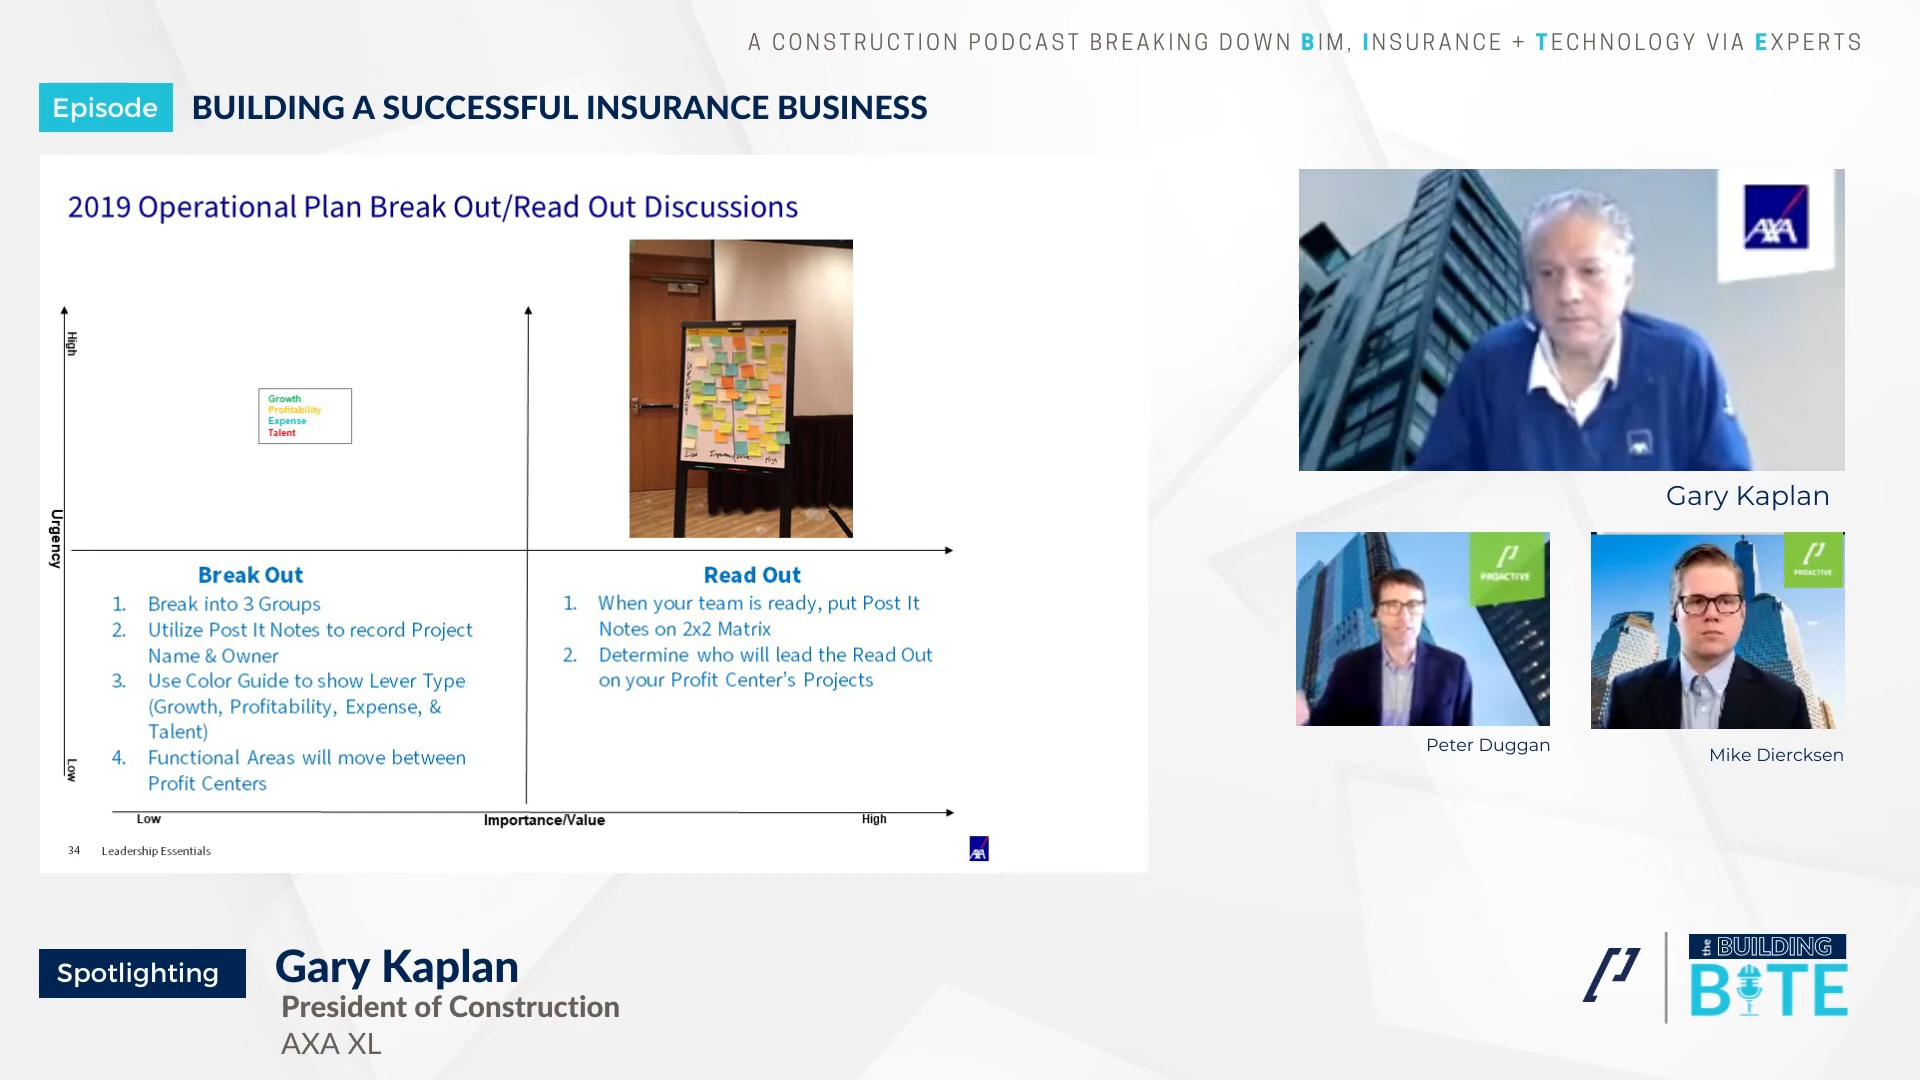 A CONSTRUCTION PODCAST BREAKING DOWN BIM, INSURANCE + TECHNOLOGY VIA EXPERTS
Episode
BUILDING A SUCCESSFUL INSURANCE BUSINESS
2019 Operational Plan Break Out/Read Out Discussions
High
Growth
Profitability
Expense
Talent
Urgency
Low
Break Out
1. Break into 3 Groups
2. Utilize Post It Notes to record Project
Name & Owner
3. Use Color Guide to show Lever Type
(Growth, Profitability, Expense, &
Talent)
4. Functional Areas will move between
Profit Centers
Read Out
1. When your team is ready, put Post It
Notes on 2x2 Matrix
2. Determine who will lead the Read Out
on your Profit Center's Projects
Low
Importance/Value
High
34
Leadership Essentials
AXA
AXA
Gary Kaplan
PROACTIVE
Peter Duggan
PROACTIVE
Mike Diercksen
Spotlighting
Gary Kaplan
President of Construction
AXA XL
the BUILDING
BITE